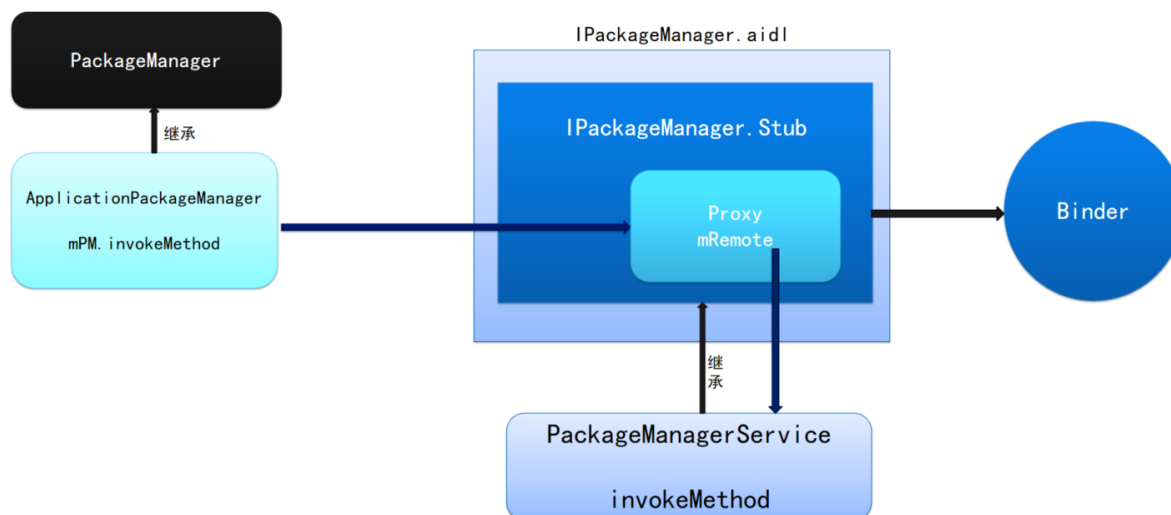 PackageManager
继承
ApplicationPackageManager
mPM.invokeMethod
IPackageManager.aidl
IPackageManager.Stub
Proxy
mRemote
Binder
继
承
PackageManagerService
invokeMethod